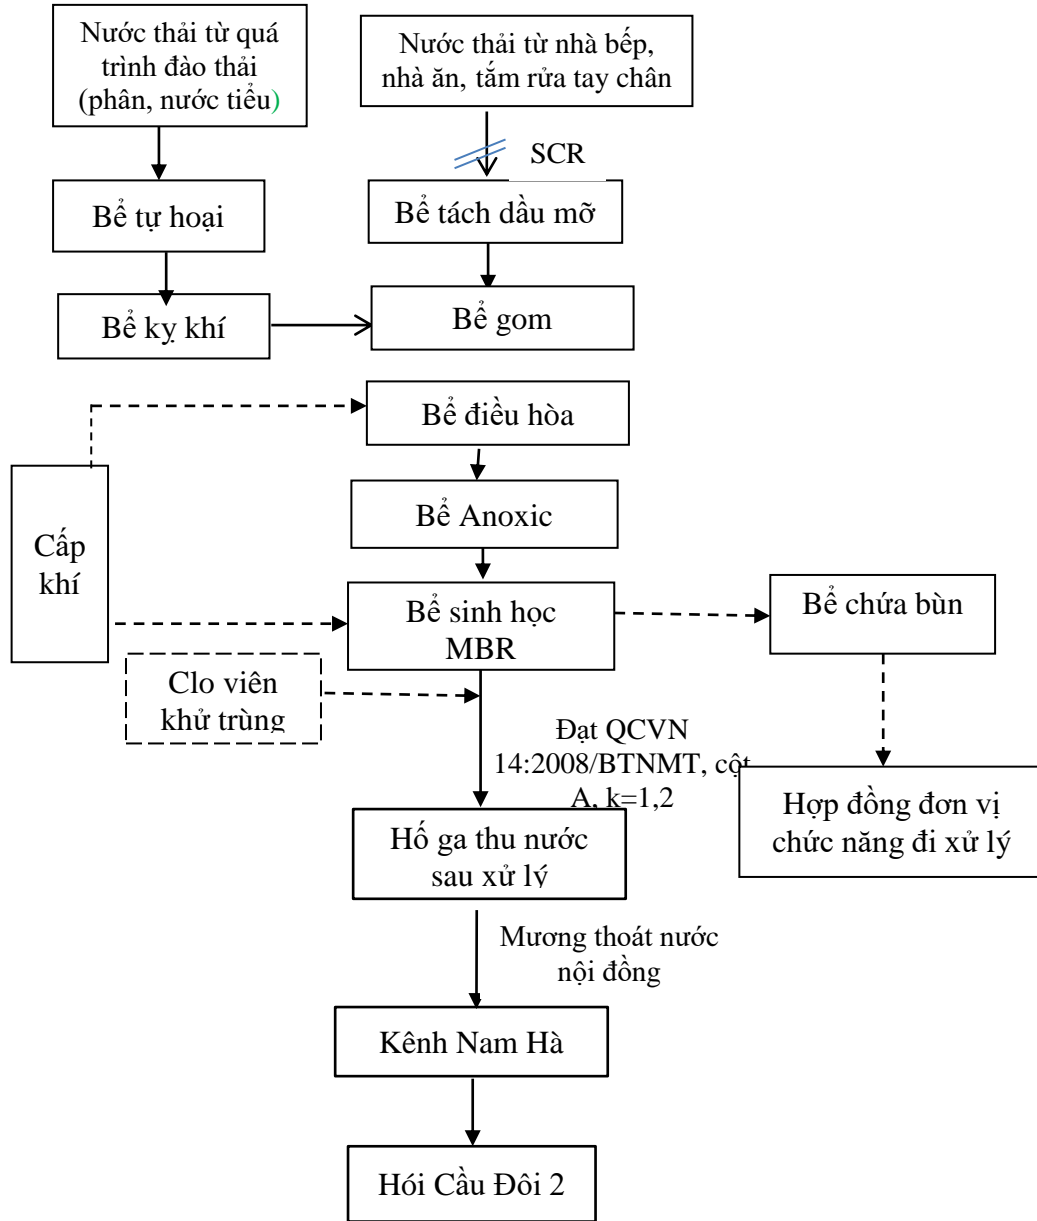 Nước thải từ quá
trình đào thải
(phân, nước tiểu)
Nước thải từ nhà bếp,
nhà ăn, tắm rửa tay chân
SCR
Bể tự hoại
Bể tách dầu mỡ
Bể kỵ khí
Bể gom
Bể điều hòa
Bể Anoxic
Cấp
khí
Bể sinh học
MBR
Bể chứa bùn
Clo viên
khử trùng
Đạt QCVN
14:2008/BTNMT, cột
A, k=1,2
Hợp đồng đơn vị
chức năng đi xử lý
Hố ga thu nước
sau xử lý
Mương thoát nước
nội đồng
Kênh Nam Hà
Hói Cầu Đôi 2